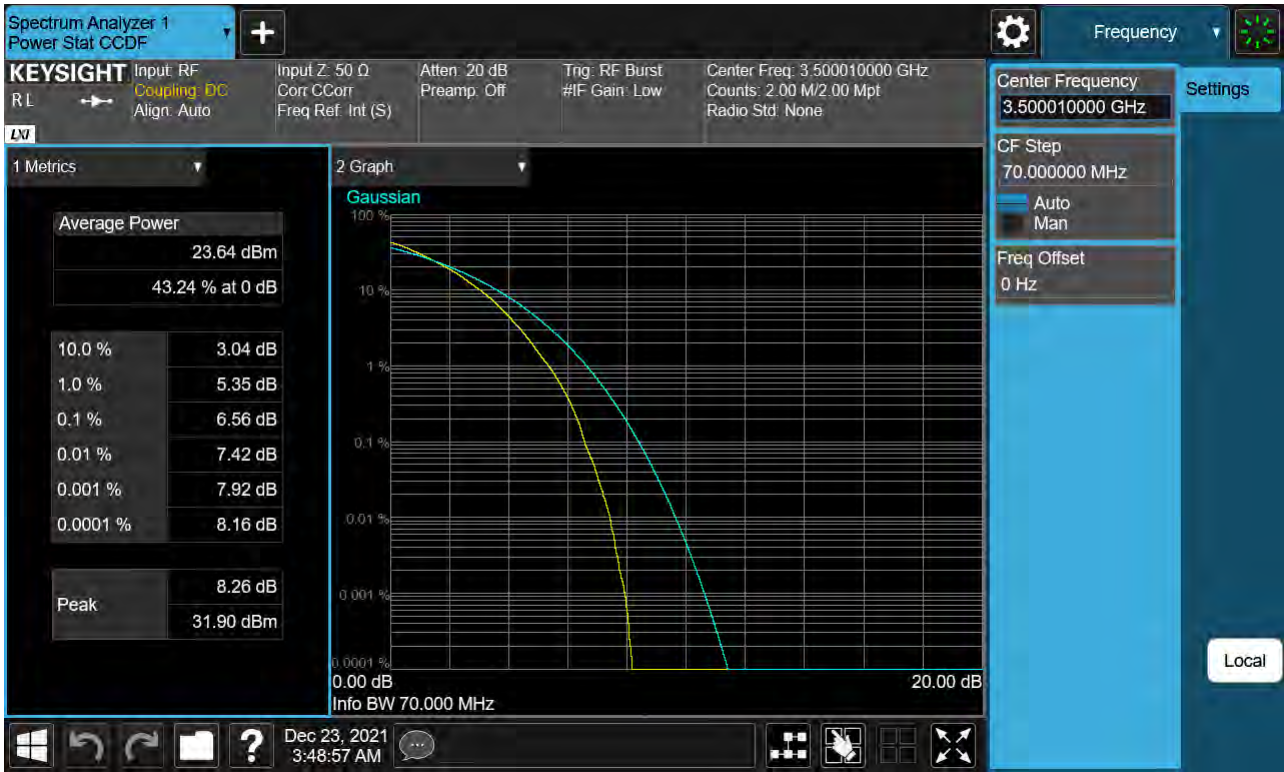 Spectrum Analyzer 1
Power Stat CCDF
+
Frequency
KEYSIGHT
R L
LXI
Input: RF
Coupling: DC
Align: Auto
Input Z: 50 Ω
Corr CCorr
Freq Ref: Int (S)
Atten: 20 dB
Preamp: Off
Trig: RF Burst
#IF Gain: Low
Center Freq: 3.500010000 GHz
Counts: 2.00 M/2.00 Mpt
Radio Std: None
1 Metrics
Average Power
23.64 dBm
43.24 % at 0 dB
10.0 % 3.04 dB
1.0 % 5.35 dB
0.1 % 6.56 dB
0.01 % 7.42 dB
0.001 % 7.92 dB
0.0001 % 8.16 dB
Peak
8.26 dB
31.90 dBm
2 Graph
Gaussian
100 %
10 %
1 %
0.1 %
0.01 %
0.001 %
0.0001 %
0.00 dB 20.00 dB
Info BW 70.000 MHz
Center Frequency
3.500010000 GHz
CF Step
70.000000 MHz
Auto
Man
Freq Offset
0 Hz
Settings
Local
?
Dec 23, 2021
3:48:57 AM